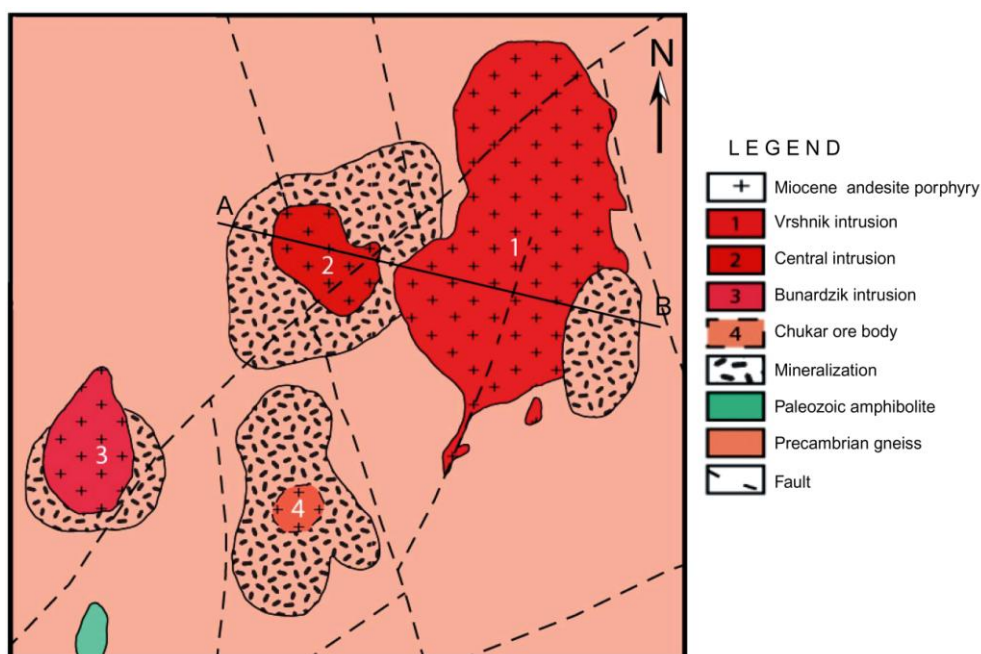 N
A
B
1
2
3
4
LEGEND
Miocene andesite porphyry
1 Vrshnik intrusion
2 Central intrusion
3 Bunardzik intrusion
4 Chukar ore body
Mineralization
Paleozoic amphibolite
Precambrian gneiss
Fault